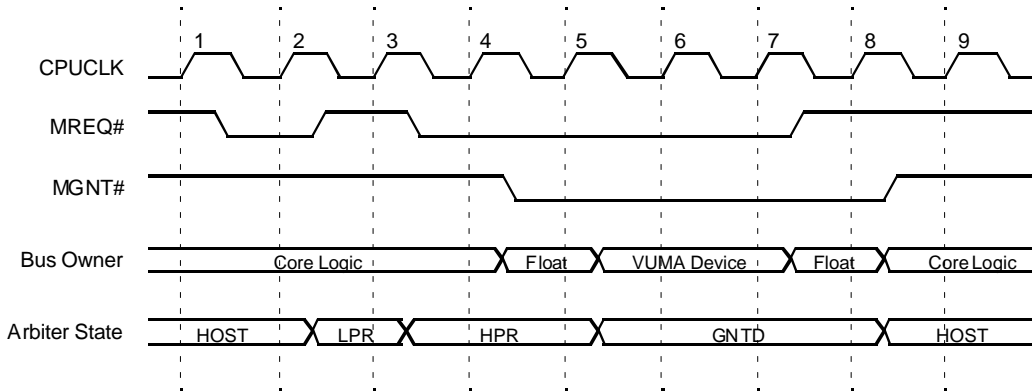 1 2 3 4 5 6 7 8 9
CPUCLK
MREQ#
MGNT#
Bus Owner Core Logic Float VUMA Device Float Core Logic
Arbiter State HOST LPR HPR GNTD HOST